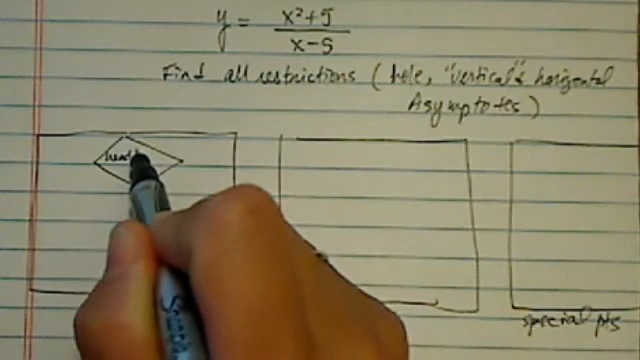 y = x²+5 / x-5
Find all restrictions ( hole, "vertical" & horizontal
Asymptotes )
special pts